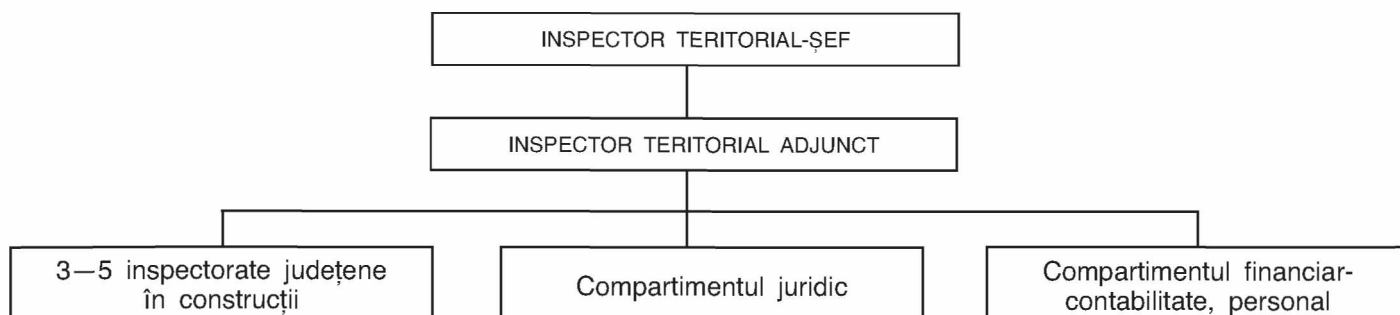 INSPECTOR TERITORIAL-ȘEF
INSPECTOR TERITORIAL ADJUNCT
3—5 inspectorate județene
în construcții
Compartimentul juridic
Compartimentul financiar-
contabilitate, personal